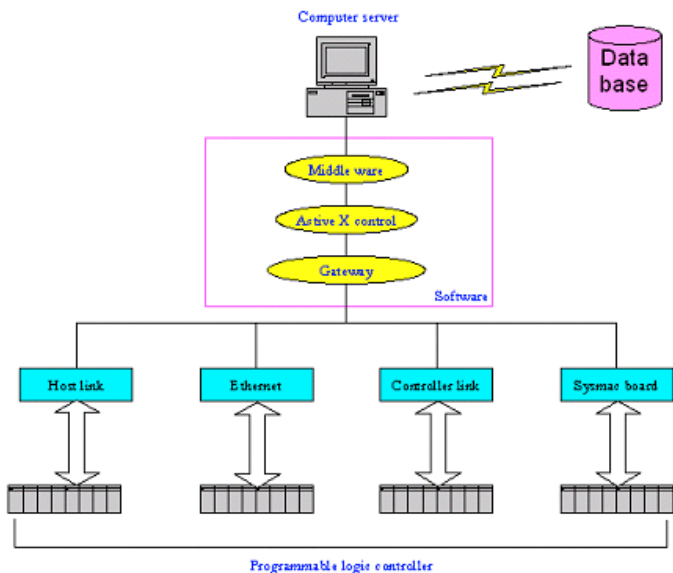 Computer server
Data
base
Middle ware
Astive X control
Gateway
Software
Host link
Ethernet
Controller link
Sysmac board
Programmable logic controller